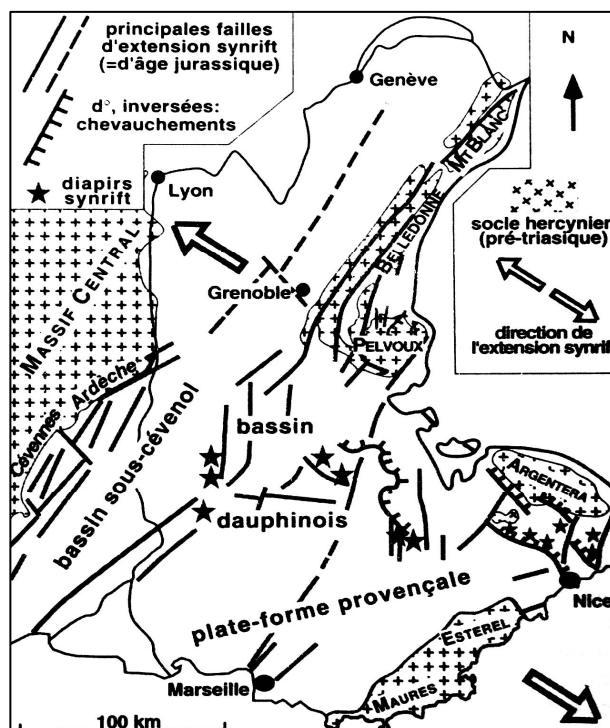 principales failles
d'extension synrift
(=d'âge jurassique)
d°, inversées:
chevauchements
diapirs
synrift
N
Genève
Lyon
MT BLANC
socle hercynien
(pré-triasique)
direction de
l'extension synrift
BELLEDONNE
MASSIF CENTRAL
Grenoble
PELVOUX
Ardèche
Cévennes
bassin sous-cévenol
bassin
dauphinois
ARGENTERA
plate-forme provençale
Nice
ESTEREL
MAURES
Marseille
100 km